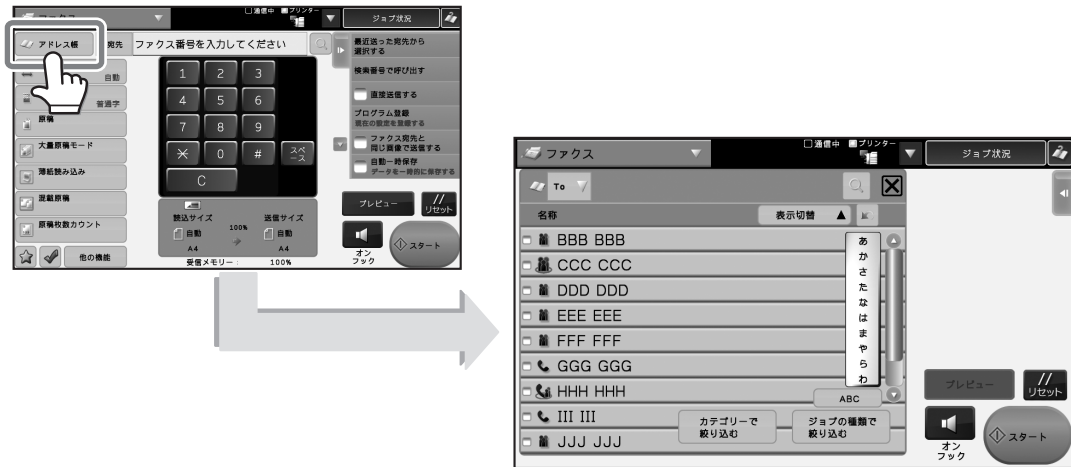 ファクス
通信中 プリンター
ジョブ状況
アドレス帳
宛先
ファクス番号を入力してください
自動
普通字
原稿
大量原稿モード
薄紙読み込み
混載原稿
原稿枚数カウント
他の機能
1 2 3
4 5 6
7 8 9
* 0 #
スペース
C
読込サイズ 送信サイズ
自動 100% 自動
A4 A4
受信メモリー: 100%
最近送った宛先から
選択する
検索番号で呼び出す
直接送信する
プログラム登録
現在の設定を登録する
ファクス宛先と
同じ画像で送信する
自動一時保存
データを一時的に保存する
プレビュー
リセット
オン
フック
スタート
ファクス
通信中 プリンター
ジョブ状況
To
名称
表示切替
BBB BBB
CCC CCC
DDD DDD
EEE EEE
FFF FFF
GGG GGG
HHH HHH
III III
JJJ JJJ
あ
か
さ
た
な
は
ま
や
ら
わ
ABC
カテゴリーで
絞り込む
ジョブの種類で
絞り込む
プレビュー
リセット
オン
フック
スタート